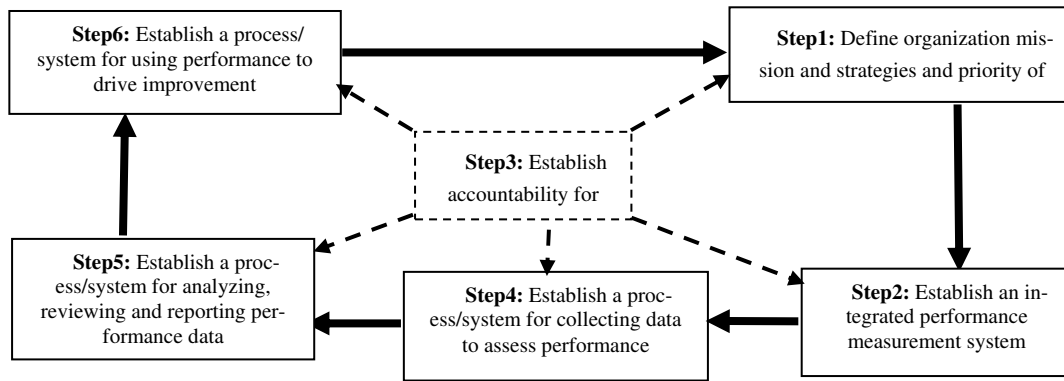 Step6: Establish a process/
system for using performance to
drive improvement
Step1: Define organization mis-
sion and strategies and priority of
Step3: Establish
accountability for
Step5: Establish a proc-
ess/system for analyzing,
reviewing and reporting per-
formance data
Step4: Establish a proc-
ess/system for collecting data
to assess performance
Step2: Establish an in-
tegrated performance
measurement system